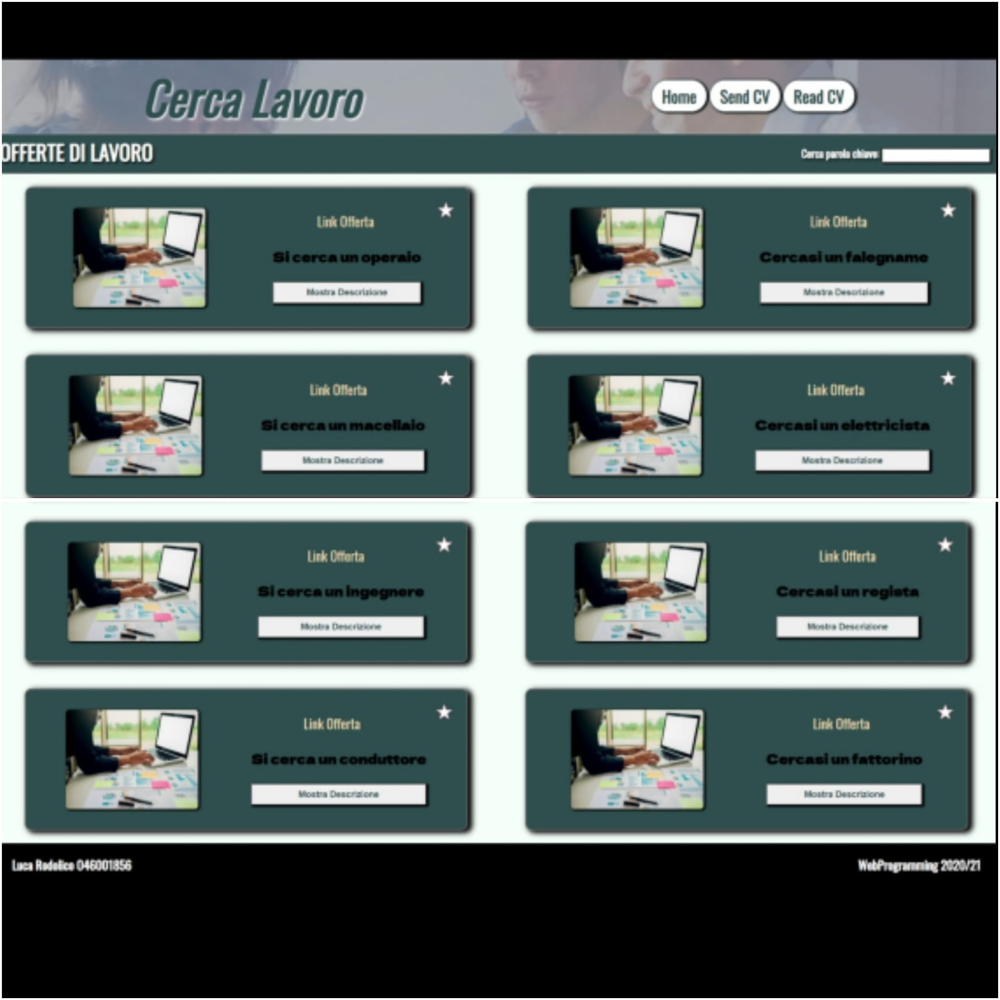 Cerca Lavoro
Home Send CV Read CV
OFFERTE DI LAVORO
Cerca parola chiave
Link Offerta
Si cerca un operaio
Mostra Descrizione
Link Offerta
Cercasi un falegname
Mostra Descrizione
Link Offerta
Si cerca un macellaio
Mostra Descrizione
Link Offerta
Cercasi un elettricista
Mostra Descrizione
Link Offerta
Si cerca un ingegnere
Mostra Descrizione
Link Offerta
Cercasi un regista
Mostra Descrizione
Link Offerta
Si cerca un conduttore
Mostra Descrizione
Link Offerta
Cercasi un fattorino
Mostra Descrizione
Luca Rodolico O46001856
WebProgramming 2020/21